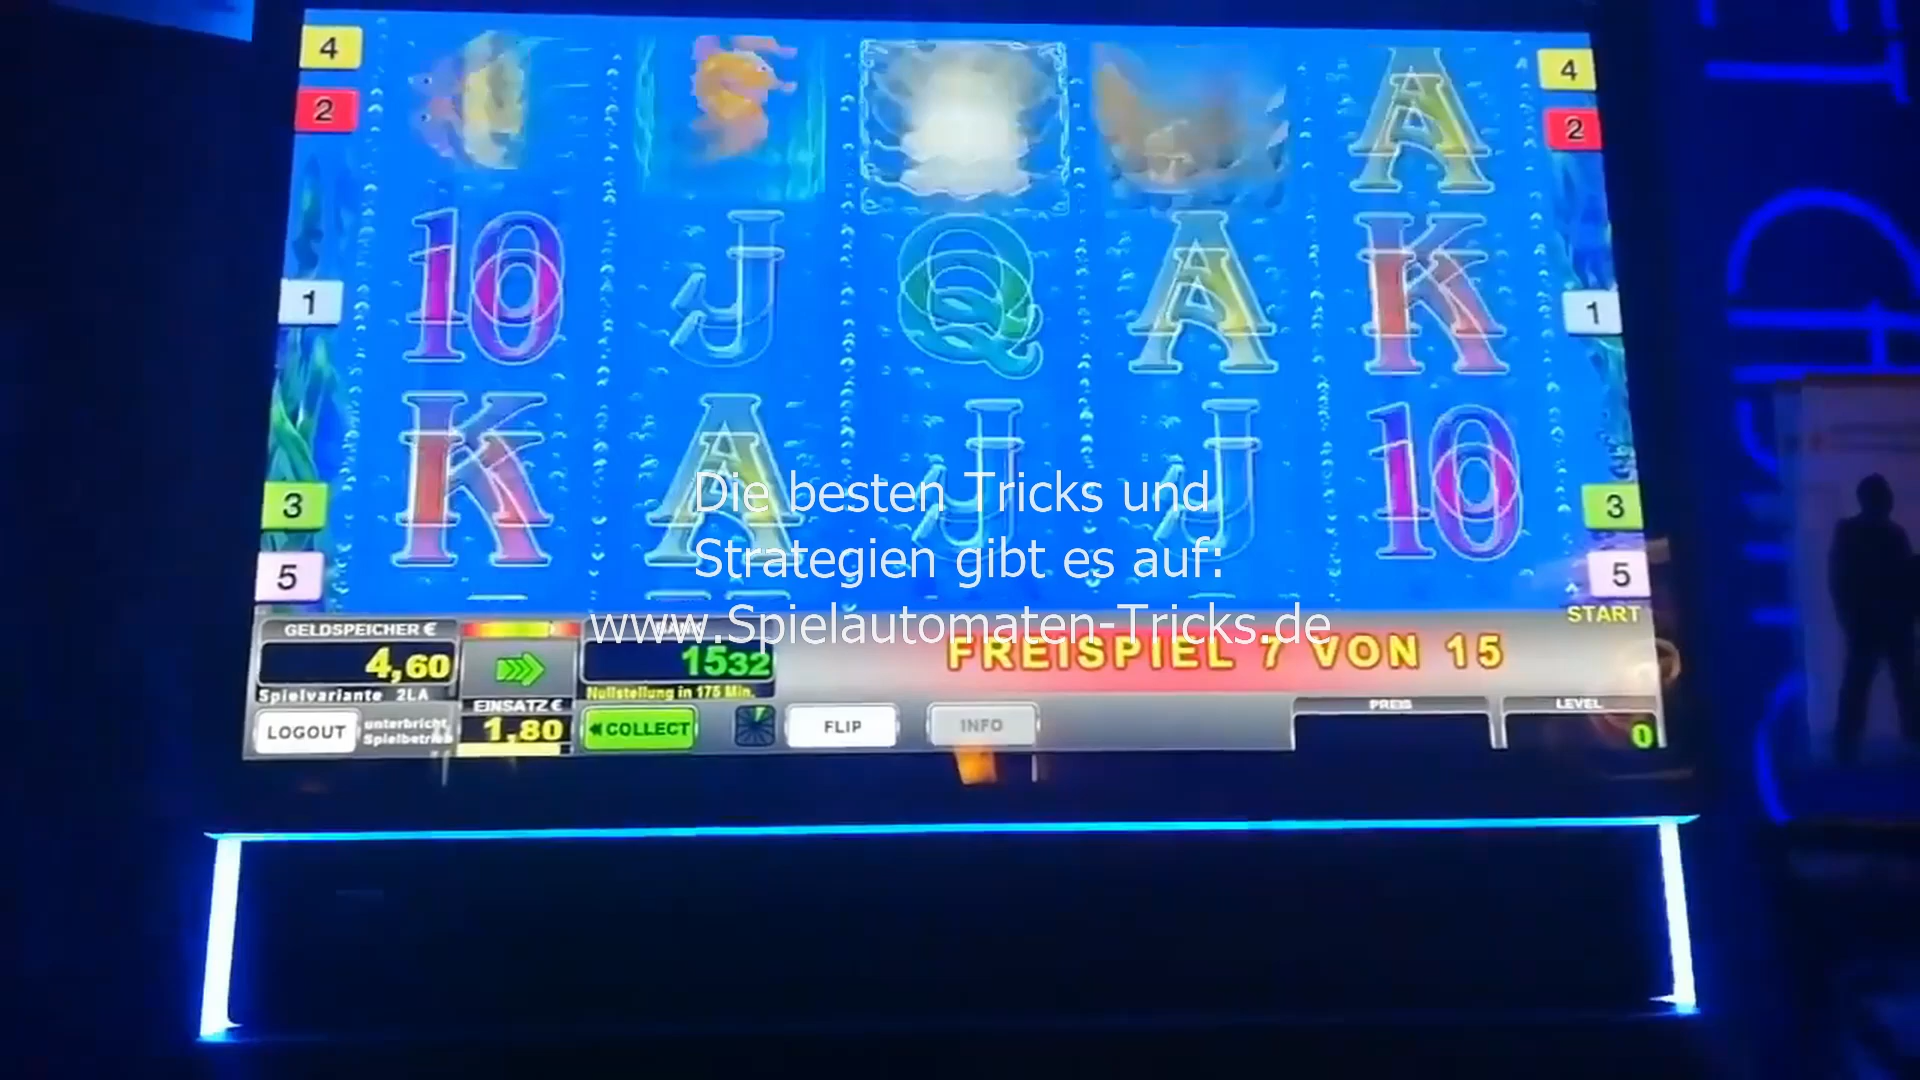 4 4
2 A 2
10 J Q A K
1 1
K A J J 10
3 3
5 5
Die besten Tricks und
Strategien gibt es auf:
www.Spielautomaten-Tricks.de
START
GELDSPEICHER €
4,60
1532
FREISPIEL 7 VON 15
Spielvariante 2LA
Nullstellung in 175 Min.
EINSATZ €
1,80
LOGOUT
unterbricht
Spielbetrieb
COLLECT
FLIP
INFO
PREIS
LEVEL
0